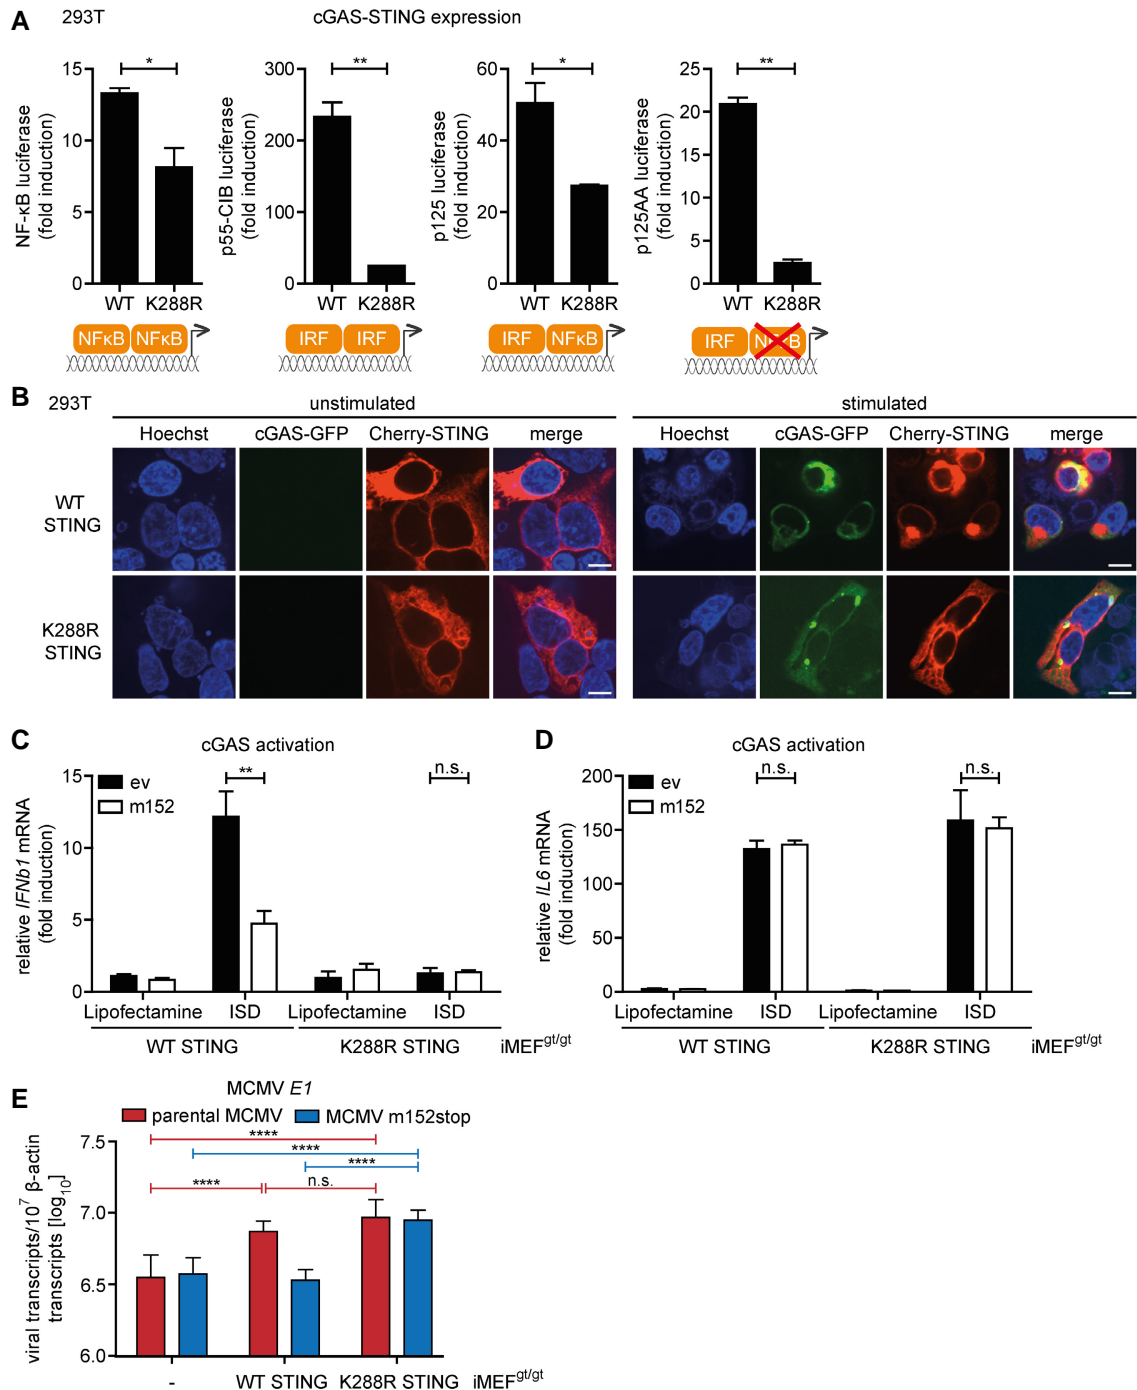 A 293T cGAS-STING expression
NF-κB luciferase (fold induction)
15
10
5
0
*
WT K288R
NFκB NFκB
p55-CIB luciferase (fold induction)
300
200
100
0
**
WT K288R
IRF IRF
p125 luciferase (fold induction)
60
40
20
0
*
WT K288R
IRF NFκB
p125AA luciferase (fold induction)
25
20
15
10
5
0
**
WT K288R
IRF NFκB
B 293T unstimulated stimulated
Hoechst cGAS-GFP Cherry-STING merge Hoechst cGAS-GFP Cherry-STING merge
WT STING
K288R STING
C cGAS activation
relative IFNb1 mRNA (fold induction)
15
10
5
0
ev
m152
** n.s.
Lipofectamine ISD Lipofectamine ISD
WT STING K288R STING iMEFgt/gt
D cGAS activation
relative IL6 mRNA (fold induction)
200
150
100
50
0
ev
m152
n.s. n.s.
Lipofectamine ISD Lipofectamine ISD
WT STING K288R STING iMEFgt/gt
E MCMV E1
parental MCMV MCMV m152stop
viral transcripts/10⁷ β-actin transcripts [log₁₀]
7.5
7.0
6.5
6.0
****
****
****
**** n.s.
- WT STING K288R STING iMEFgt/gt